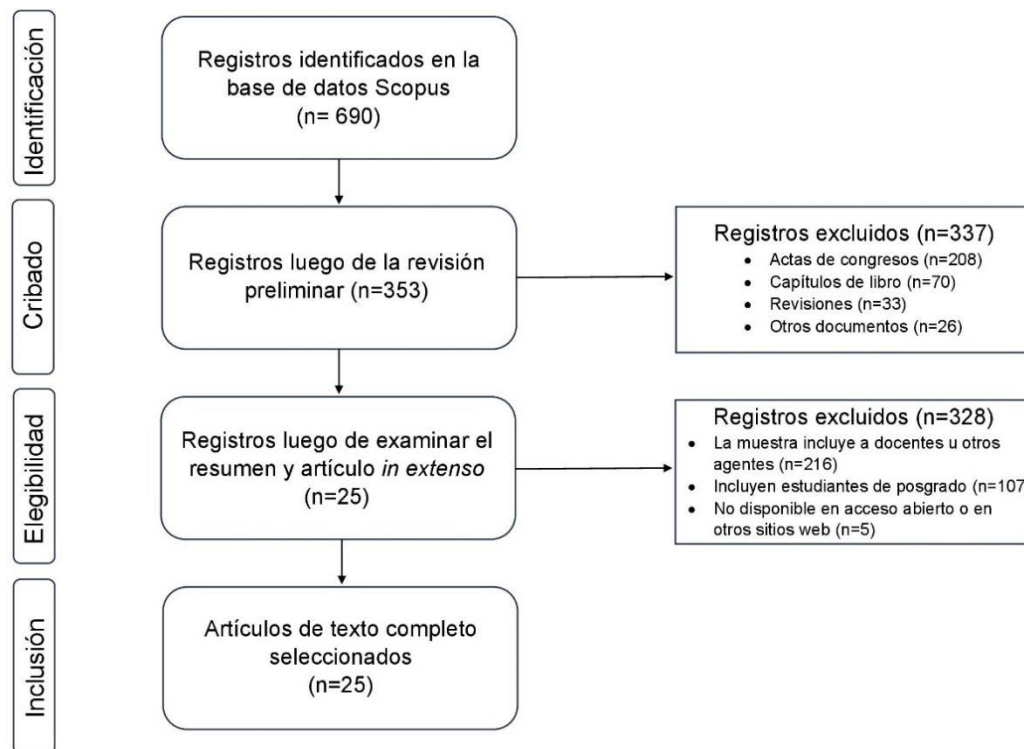 Identificación
Registros identificados en la
base de datos Scopus
(n= 690)
Cribado
Registros luego de la revisión
preliminar (n=353)
Registros excluidos (n=337)
• Actas de congresos (n=208)
• Capítulos de libro (n=70)
• Revisiones (n=33)
• Otros documentos (n=26)
Elegibilidad
Registros luego de examinar el
resumen y artículo in extenso
(n=25)
Registros excluidos (n=328)
• La muestra incluye a docentes u otros
agentes (n=216)
• Incluyen estudiantes de posgrado (n=107
• No disponible en acceso abierto o en
otros sitios web (n=5)
Inclusión
Artículos de texto completo
seleccionados
(n=25)